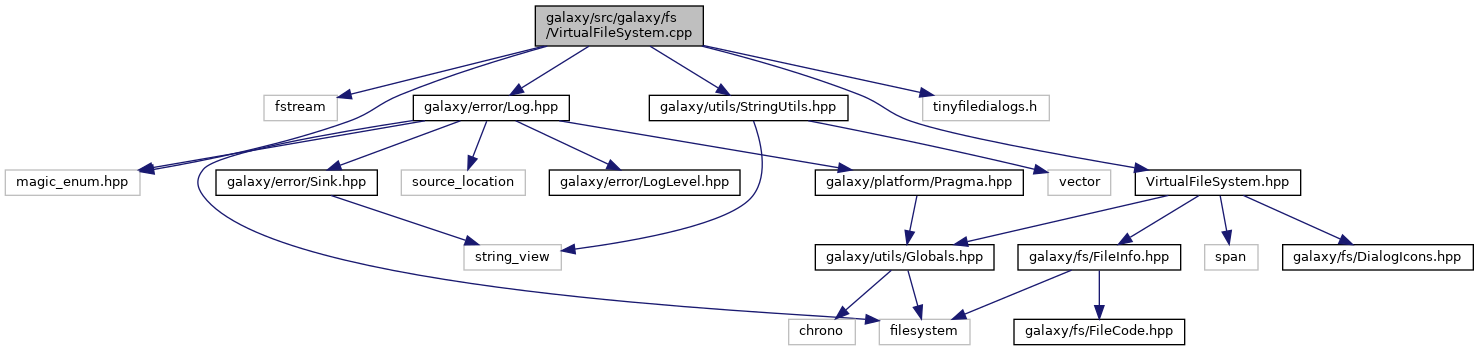 galaxy/src/galaxy/fs
/VirtualFileSystem.cpp
fstream
galaxy/error/Log.hpp
galaxy/utils/StringUtils.hpp
tinyfiledialogs.h
magic_enum.hpp
galaxy/error/Sink.hpp
source_location
galaxy/error/LogLevel.hpp
galaxy/platform/Pragma.hpp
vector
VirtualFileSystem.hpp
string_view
galaxy/utils/Globals.hpp
galaxy/fs/FileInfo.hpp
span
galaxy/fs/DialogIcons.hpp
chrono
filesystem
galaxy/fs/FileCode.hpp